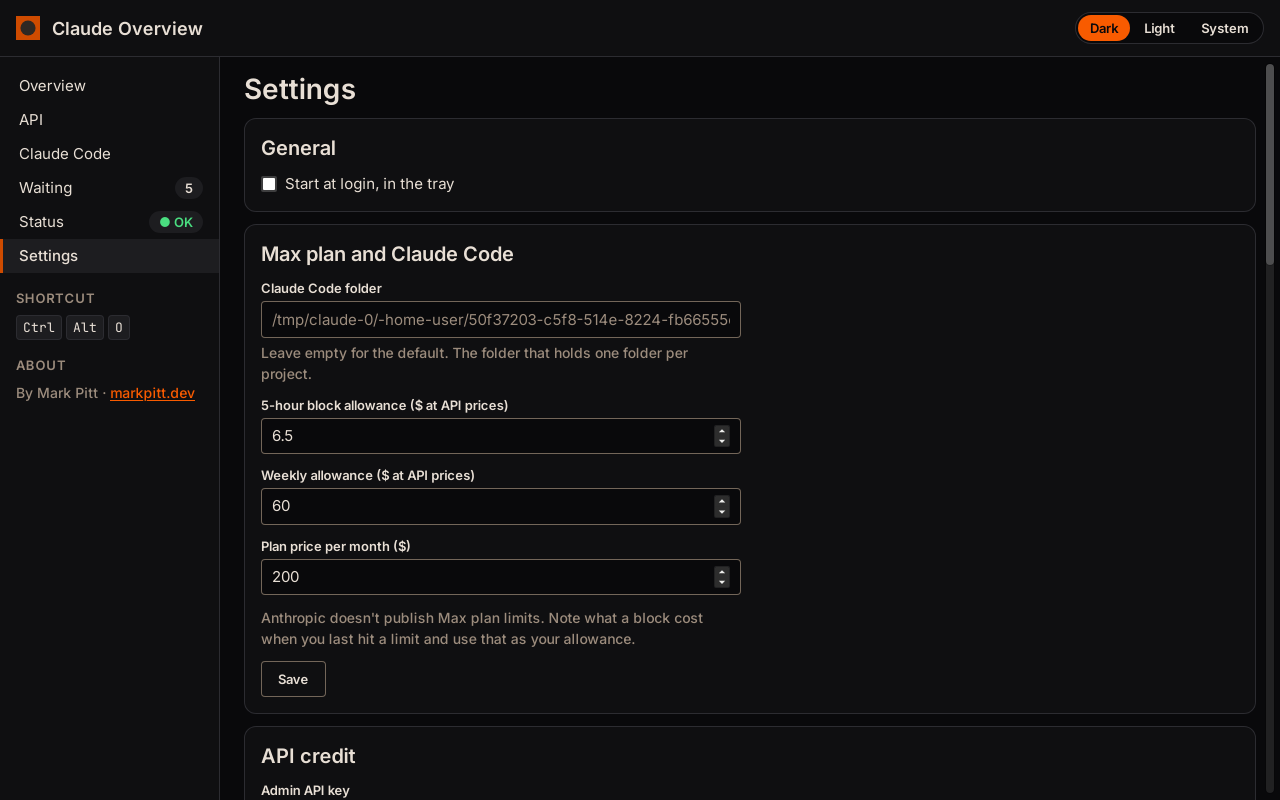 Claude Overview
Dark
Light
System
Overview
API
Claude Code
Waiting
5
Status
OK
Settings
SHORTCUT
Ctrl
Alt
O
ABOUT
By Mark Pitt · markpitt.dev
Settings
General
Start at login, in the tray
Max plan and Claude Code
Claude Code folder
/tmp/claude-0/-home-user/50f37203-c5f8-514e-8224-fb66555
Leave empty for the default. The folder that holds one folder per
project.
5-hour block allowance ($ at API prices)
6.5
Weekly allowance ($ at API prices)
60
Plan price per month ($)
200
Anthropic doesn't publish Max plan limits. Note what a block cost
when you last hit a limit and use that as your allowance.
Save
API credit
Admin API key